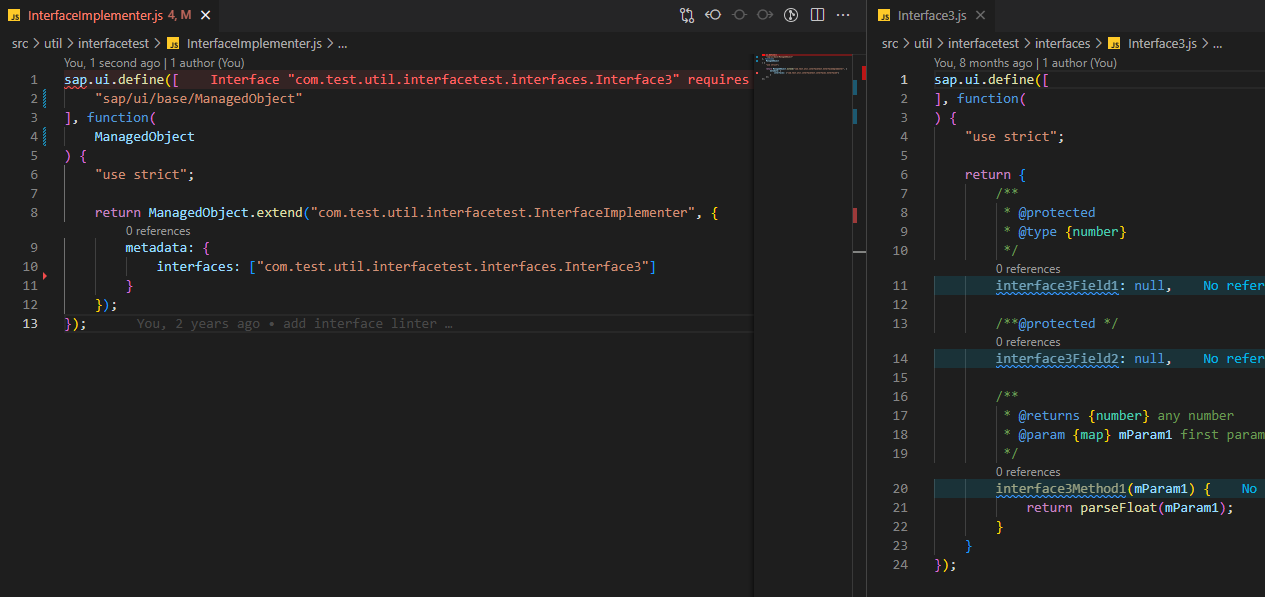 InterfaceImplementer.js 4, M
src > util > interfacetest > InterfaceImplementer.js > ...
You, 1 second ago | 1 author (You)
1 sap.ui.define([ Interface "com.test.util.interfacetest.interfaces.Interface3" requires
2 "sap/ui/base/ManagedObject"
3 ], function(
4 ManagedObject
5 ) {
6 "use strict";
7
8 return ManagedObject.extend("com.test.util.interfacetest.InterfaceImplementer", {
0 references
9 metadata: {
10 interfaces: ["com.test.util.interfacetest.interfaces.Interface3"]
11 }
12 });
13 }); You, 2 years ago • add interface linter …
Interface3.js
src > util > interfacetest > interfaces > Interface3.js > ...
You, 8 months ago | 1 author (You)
1 sap.ui.define([
2 ], function(
3 ) {
4 "use strict";
5
6 return {
7 /**
8 * @protected
9 * @type {number}
10 */
0 references
11 interface3Field1: null, No refer
12
13 /**@protected */
0 references
14 interface3Field2: null, No refer
15
16 /**
17 * @returns {number} any number
18 * @param {map} mParam1 first param
19 */
0 references
20 interface3Method1(mParam1) { No
21 return parseFloat(mParam1);
22 }
23 }
24 });